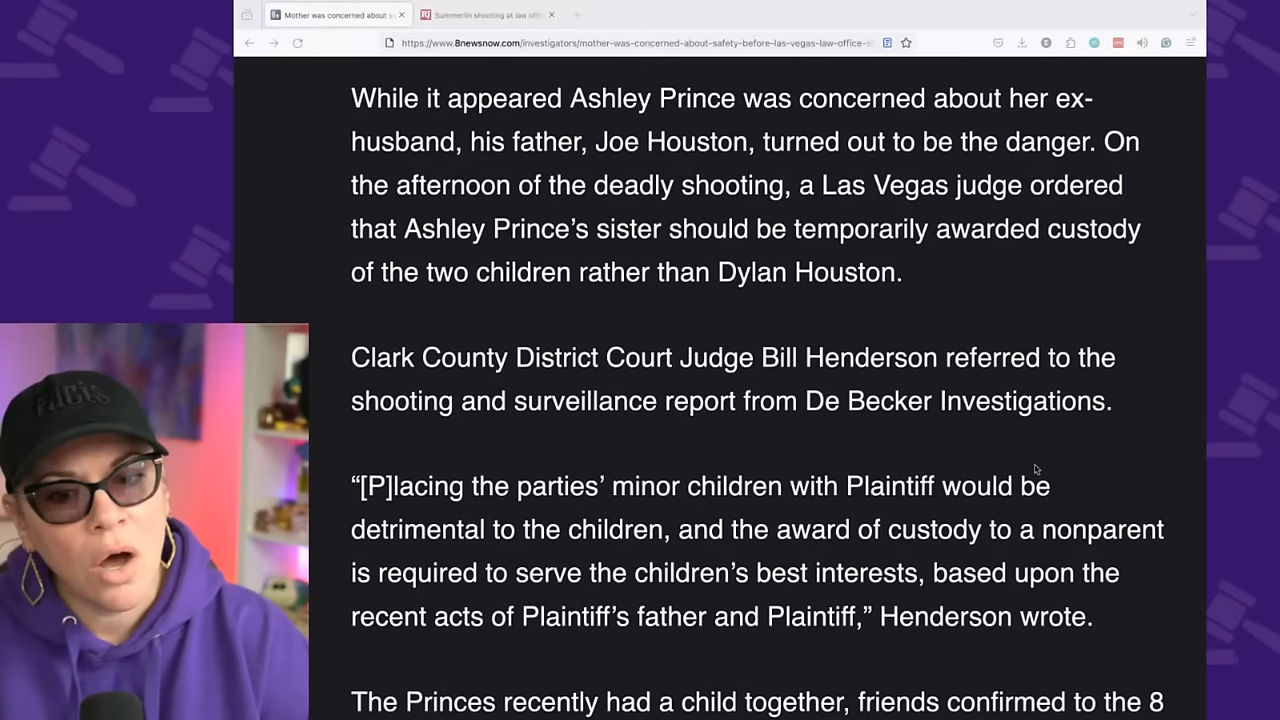 Mother was concerned about s
Summerlin shooting at law offi
https://www.8newsnow.com/investigators/mother-was-concerned-about-safety-before-las-vegas-law-office-s
While it appeared Ashley Prince was concerned about her ex-
husband, his father, Joe Houston, turned out to be the danger. On
the afternoon of the deadly shooting, a Las Vegas judge ordered
that Ashley Prince’s sister should be temporarily awarded custody
of the two children rather than Dylan Houston.
Clark County District Court Judge Bill Henderson referred to the
shooting and surveillance report from De Becker Investigations.
“[P]lacing the parties’ minor children with Plaintiff would be
detrimental to the children, and the award of custody to a nonparent
is required to serve the children’s best interests, based upon the
recent acts of Plaintiff’s father and Plaintiff,” Henderson wrote.
The Princes recently had a child together, friends confirmed to the 8